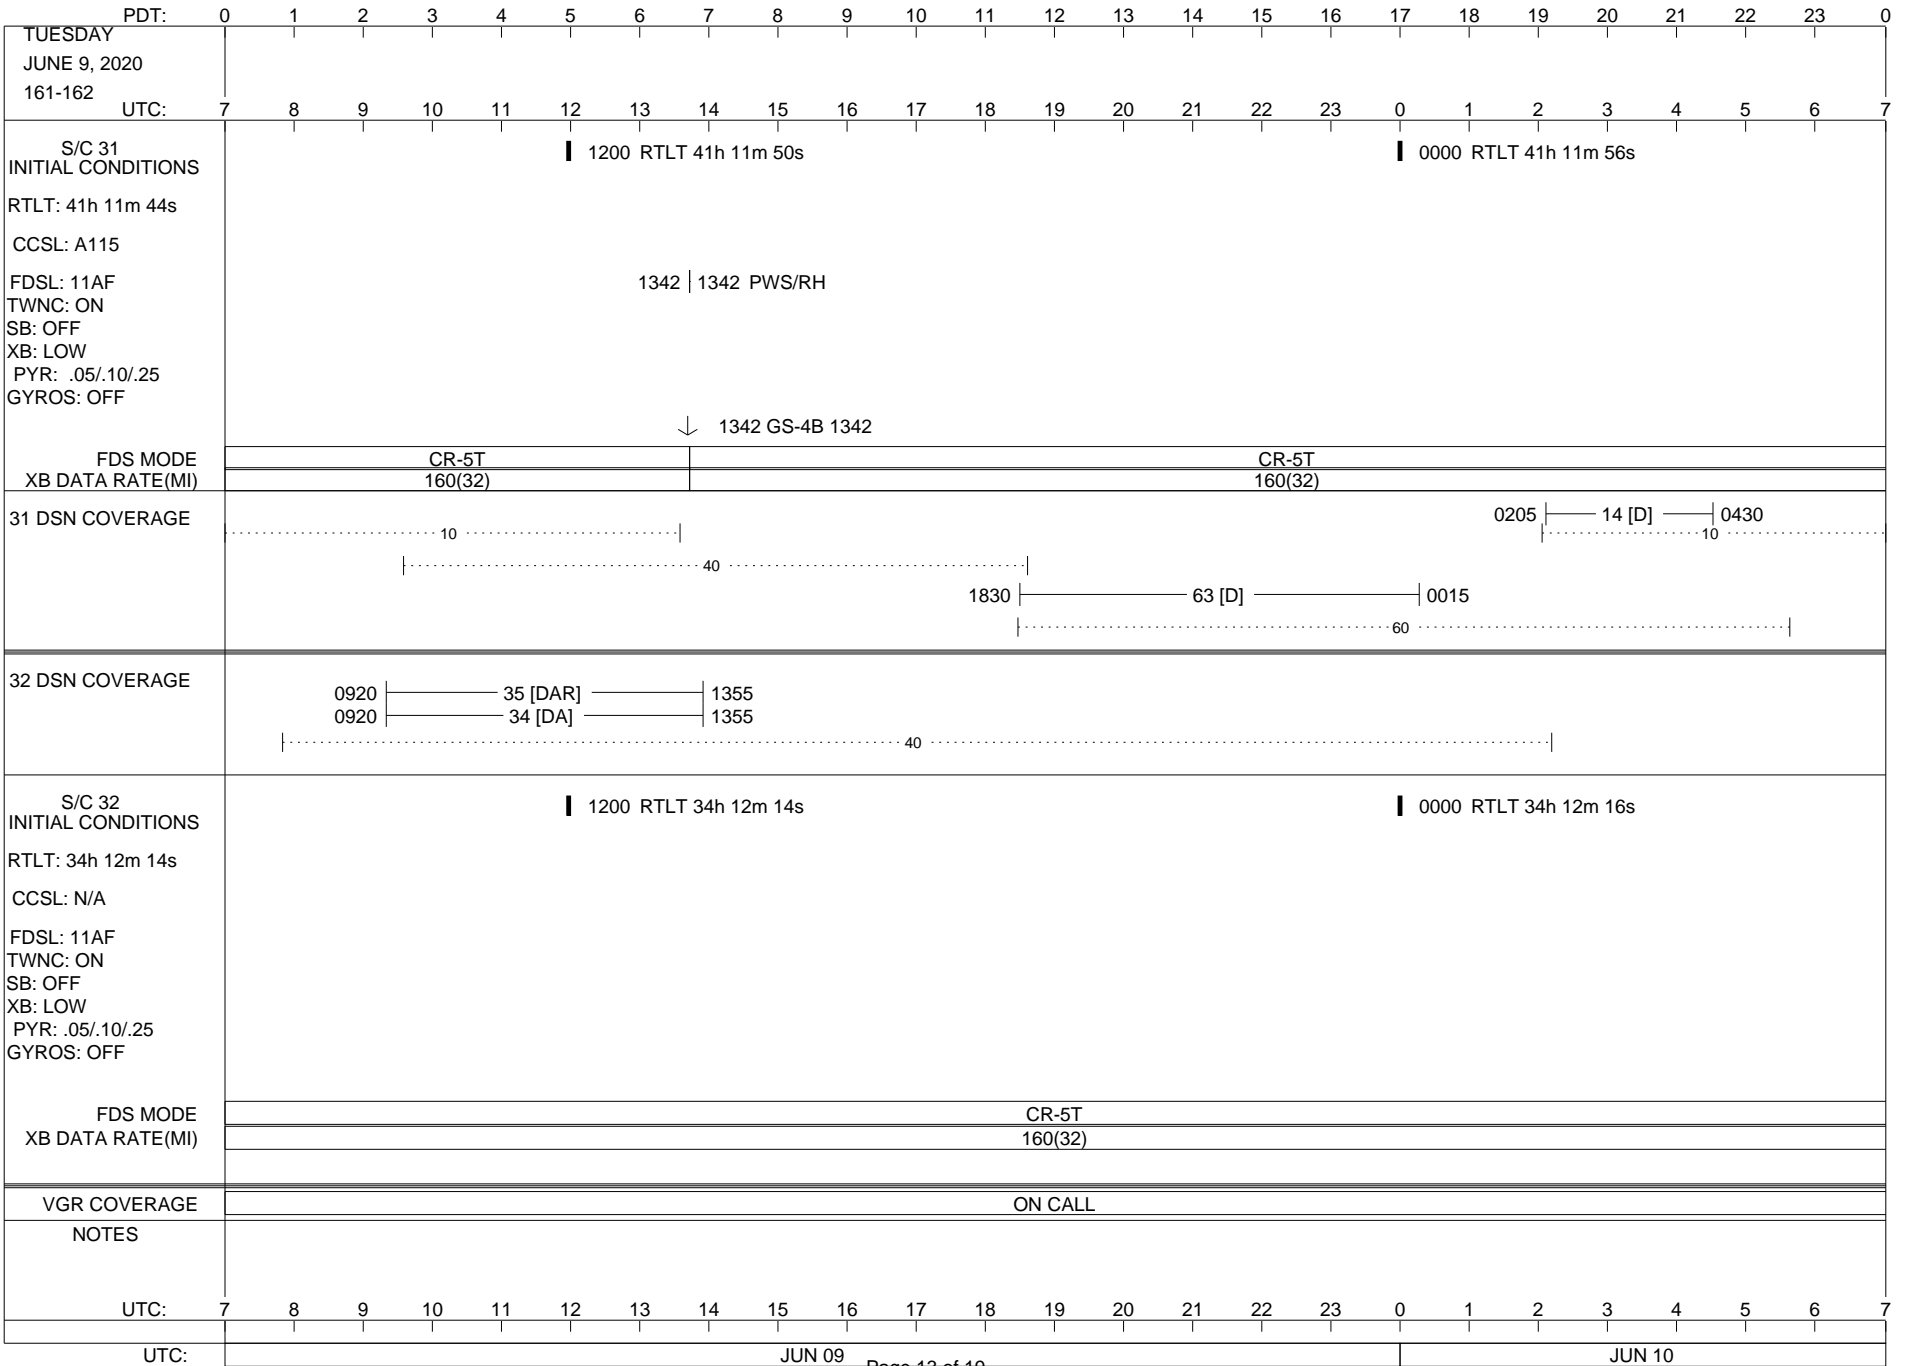 PDT: 0 1 2 3 4 5 6 7 8 9 10 11 12 13 14 15 16 17 18 19 20 21 22 23 0
TUESDAY
JUNE 9, 2020
161-162
UTC: 7 8 9 10 11 12 13 14 15 16 17 18 19 20 21 22 23 0 1 2 3 4 5 6 7
S/C 31
INITIAL CONDITIONS
1200 RTLT 41h 11m 50s
0000 RTLT 41h 11m 56s
RTLT: 41h 11m 44s
CCSL: A115
FDSL: 11AF
1342 1342 PWS/RH
TWNC: ON
SB: OFF
XB: LOW
PYR: .05/.10/.25
GYROS: OFF
1342 GS-4B 1342
FDS MODE CR-5T CR-5T
XB DATA RATE(MI) 160(32) 160(32)
31 DSN COVERAGE
0205 14 [D] 0430
10 10
40
1830 63 [D] 0015
60
32 DSN COVERAGE
0920 35 [DAR] 1355
0920 34 [DA] 1355
40
S/C 32
INITIAL CONDITIONS
1200 RTLT 34h 12m 14s
0000 RTLT 34h 12m 16s
RTLT: 34h 12m 14s
CCSL: N/A
FDSL: 11AF
TWNC: ON
SB: OFF
XB: LOW
PYR: .05/.10/.25
GYROS: OFF
FDS MODE CR-5T
XB DATA RATE(MI) 160(32)
VGR COVERAGE ON CALL
NOTES
UTC: 7 8 9 10 11 12 13 14 15 16 17 18 19 20 21 22 23 0 1 2 3 4 5 6 7
UTC: JUN 09 JUN 10
Page 13 of 19